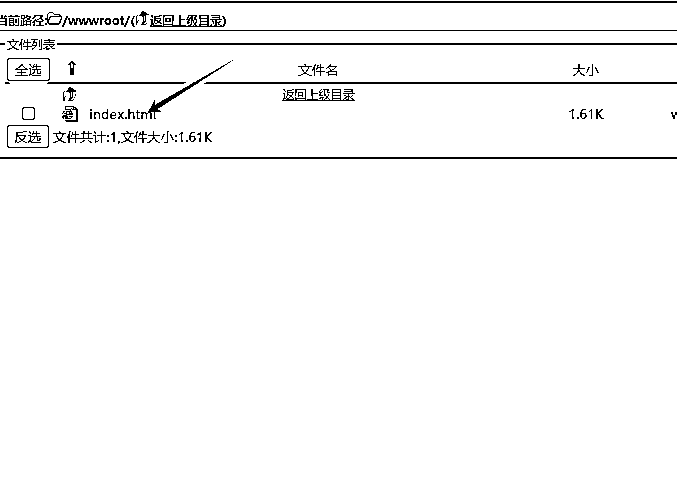 当前路径:/wwwroot/(返回上级目录)
文件列表
全选 文件名 大小
返回上级目录
index.html 1.61K
反选 文件共计:1,文件大小:1.61K